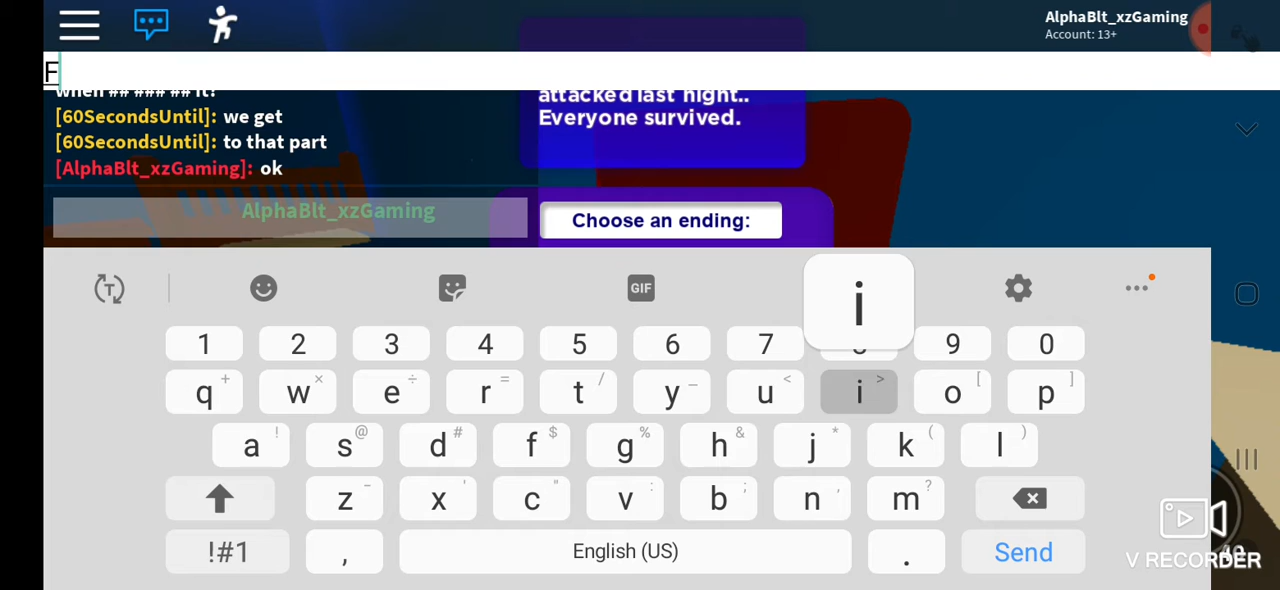 AlphaBlt_xzGaming
Account: 13+
F
when ## ### ## it?
[60SecondsUntil]: we get
[60SecondsUntil]: to that part
[AlphaBlt_xzGaming]: ok
AlphaBlt_xzGaming
attacked last night..
Everyone survived.
Choose an ending:
GIF
i
1 2 3 4 5 6 7 9 0
q + w × e ÷ r = t / y _ u < i > o [ p ]
a ! s @ d # f $ g % h & j * k ( l )
z - x ' c " v : b ; n , m ?
!#1 , English (US) . Send
V RECORDER